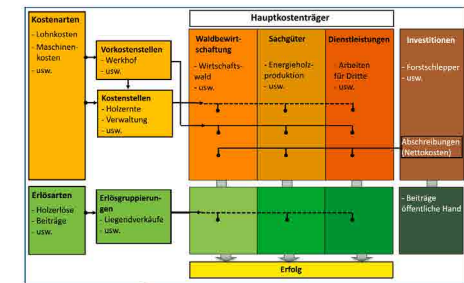 Kostenarten
- Lohnkosten
- Maschinen-
kosten
- usw.
Vorkostenstellen
- Werkhof
- usw.
Kostenstellen
- Holzernte
- Verwaltung
- usw.
Hauptkostenträger
Waldbewirt-
schaftung
- Wirtschafts-
wald
- usw.
Sachgüter
- Energieholz-
produktion
- usw.
Dienstleistungen
- Arbeiten
für Dritte
- usw.
Investitionen
- Forstschlepper
- usw.
Abschreibungen
(Nettokosten)
Erlösarten
- Holzerlöse
- Beiträge
- usw.
Erlösgruppierun-
gen
- Liegendverkäufe
- usw.
- Beiträge
öffentliche Hand
Erfolg